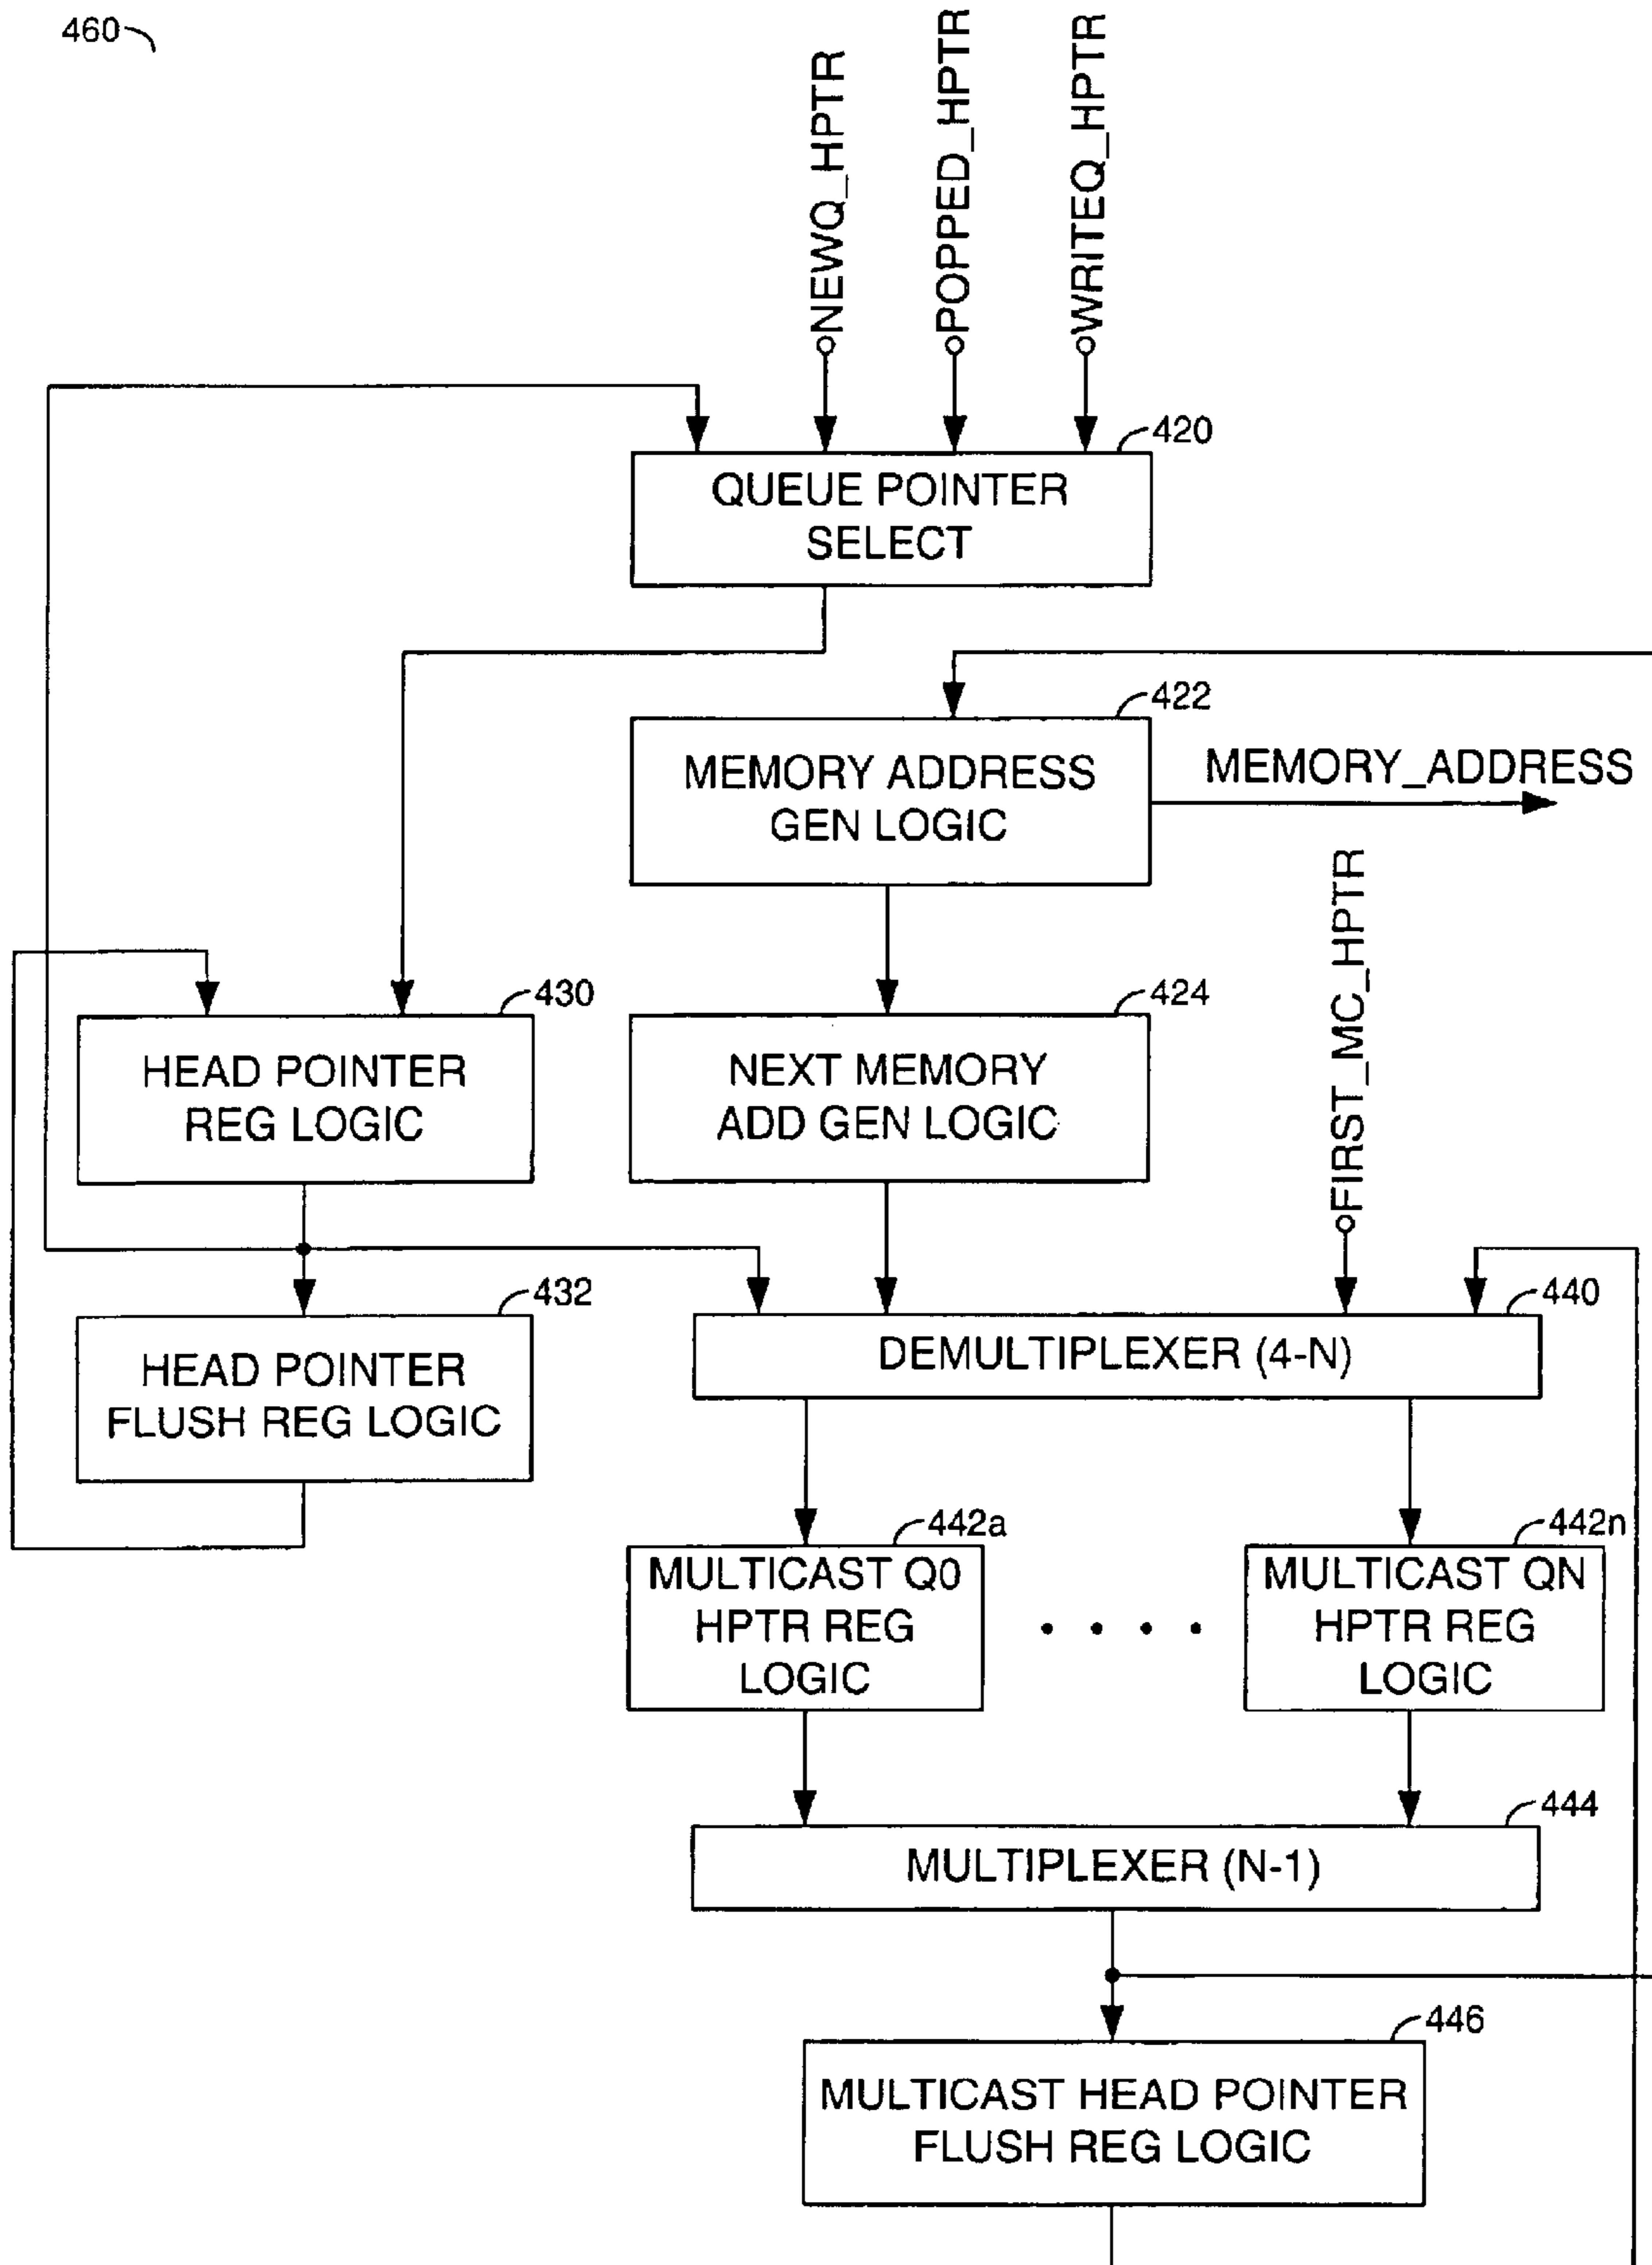 460
NEWQ_HPTR
POPPED_HPTR
WRITEQ_HPTR
420
QUEUE POINTER
SELECT
422
MEMORY ADDRESS
GEN LOGIC
MEMORY_ADDRESS
FIRST_MC_HPTR
430
HEAD POINTER
REG LOGIC
424
NEXT MEMORY
ADD GEN LOGIC
432
HEAD POINTER
FLUSH REG LOGIC
440
DEMULTIPLEXER (4-N)
442a
MULTICAST Q0
HPTR REG
LOGIC
442n
MULTICAST QN
HPTR REG
LOGIC
444
MULTIPLEXER (N-1)
446
MULTICAST HEAD POINTER
FLUSH REG LOGIC